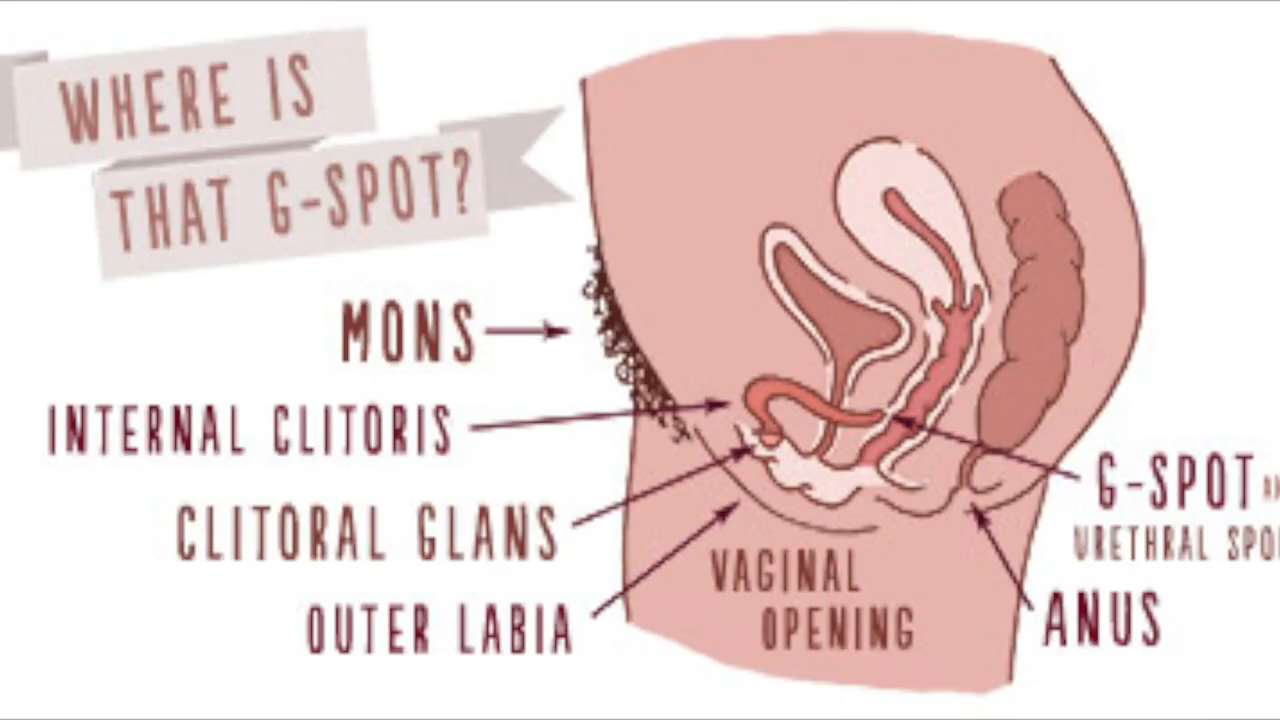 WHERE IS
THAT G-SPOT?
MONS
INTERNAL CLITORIS
CLITORAL GLANS
OUTER LABIA
VAGINAL
OPENING
G-SPOT
URETHRAL
ANUS